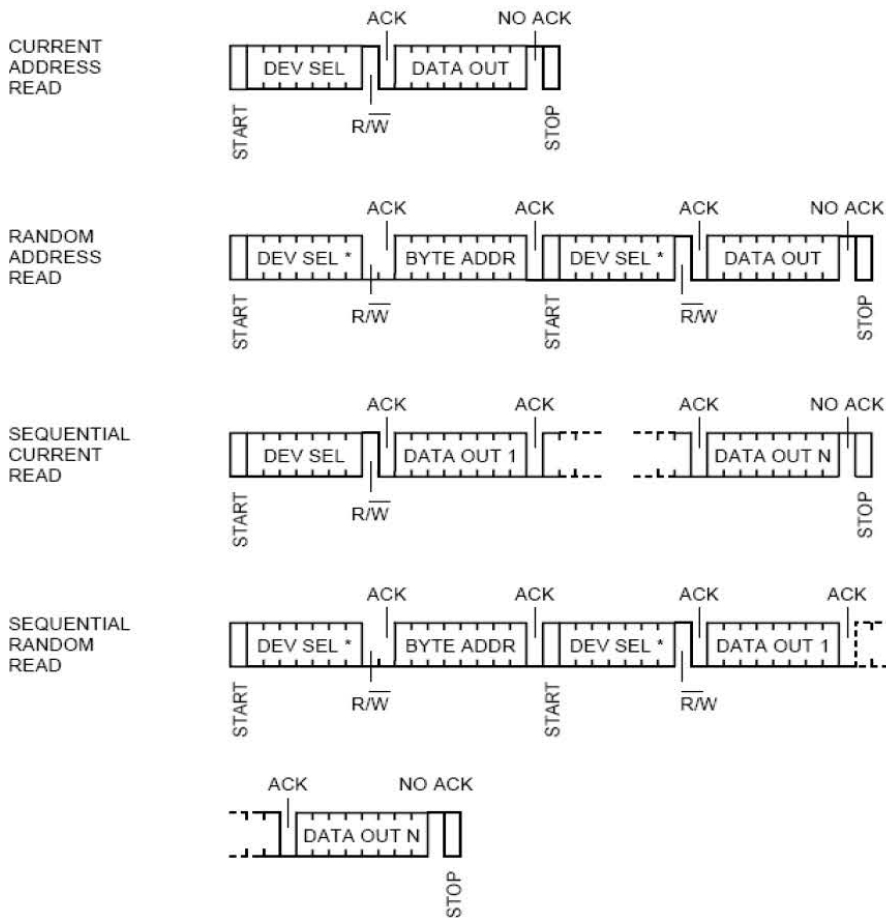 ACK NO ACK
CURRENT
ADDRESS
READ
DEV SEL DATA OUT
START R/W STOP
ACK ACK ACK NO ACK
RANDOM
ADDRESS
READ
DEV SEL * BYTE ADDR DEV SEL * DATA OUT
START R/W START R/W STOP
ACK ACK ACK NO ACK
SEQUENTIAL
CURRENT
READ
DEV SEL DATA OUT 1 DATA OUT N
START R/W STOP
ACK ACK ACK ACK
SEQUENTIAL
RANDOM
READ
DEV SEL * BYTE ADDR DEV SEL * DATA OUT 1
START R/W START R/W
ACK NO ACK
DATA OUT N
STOP